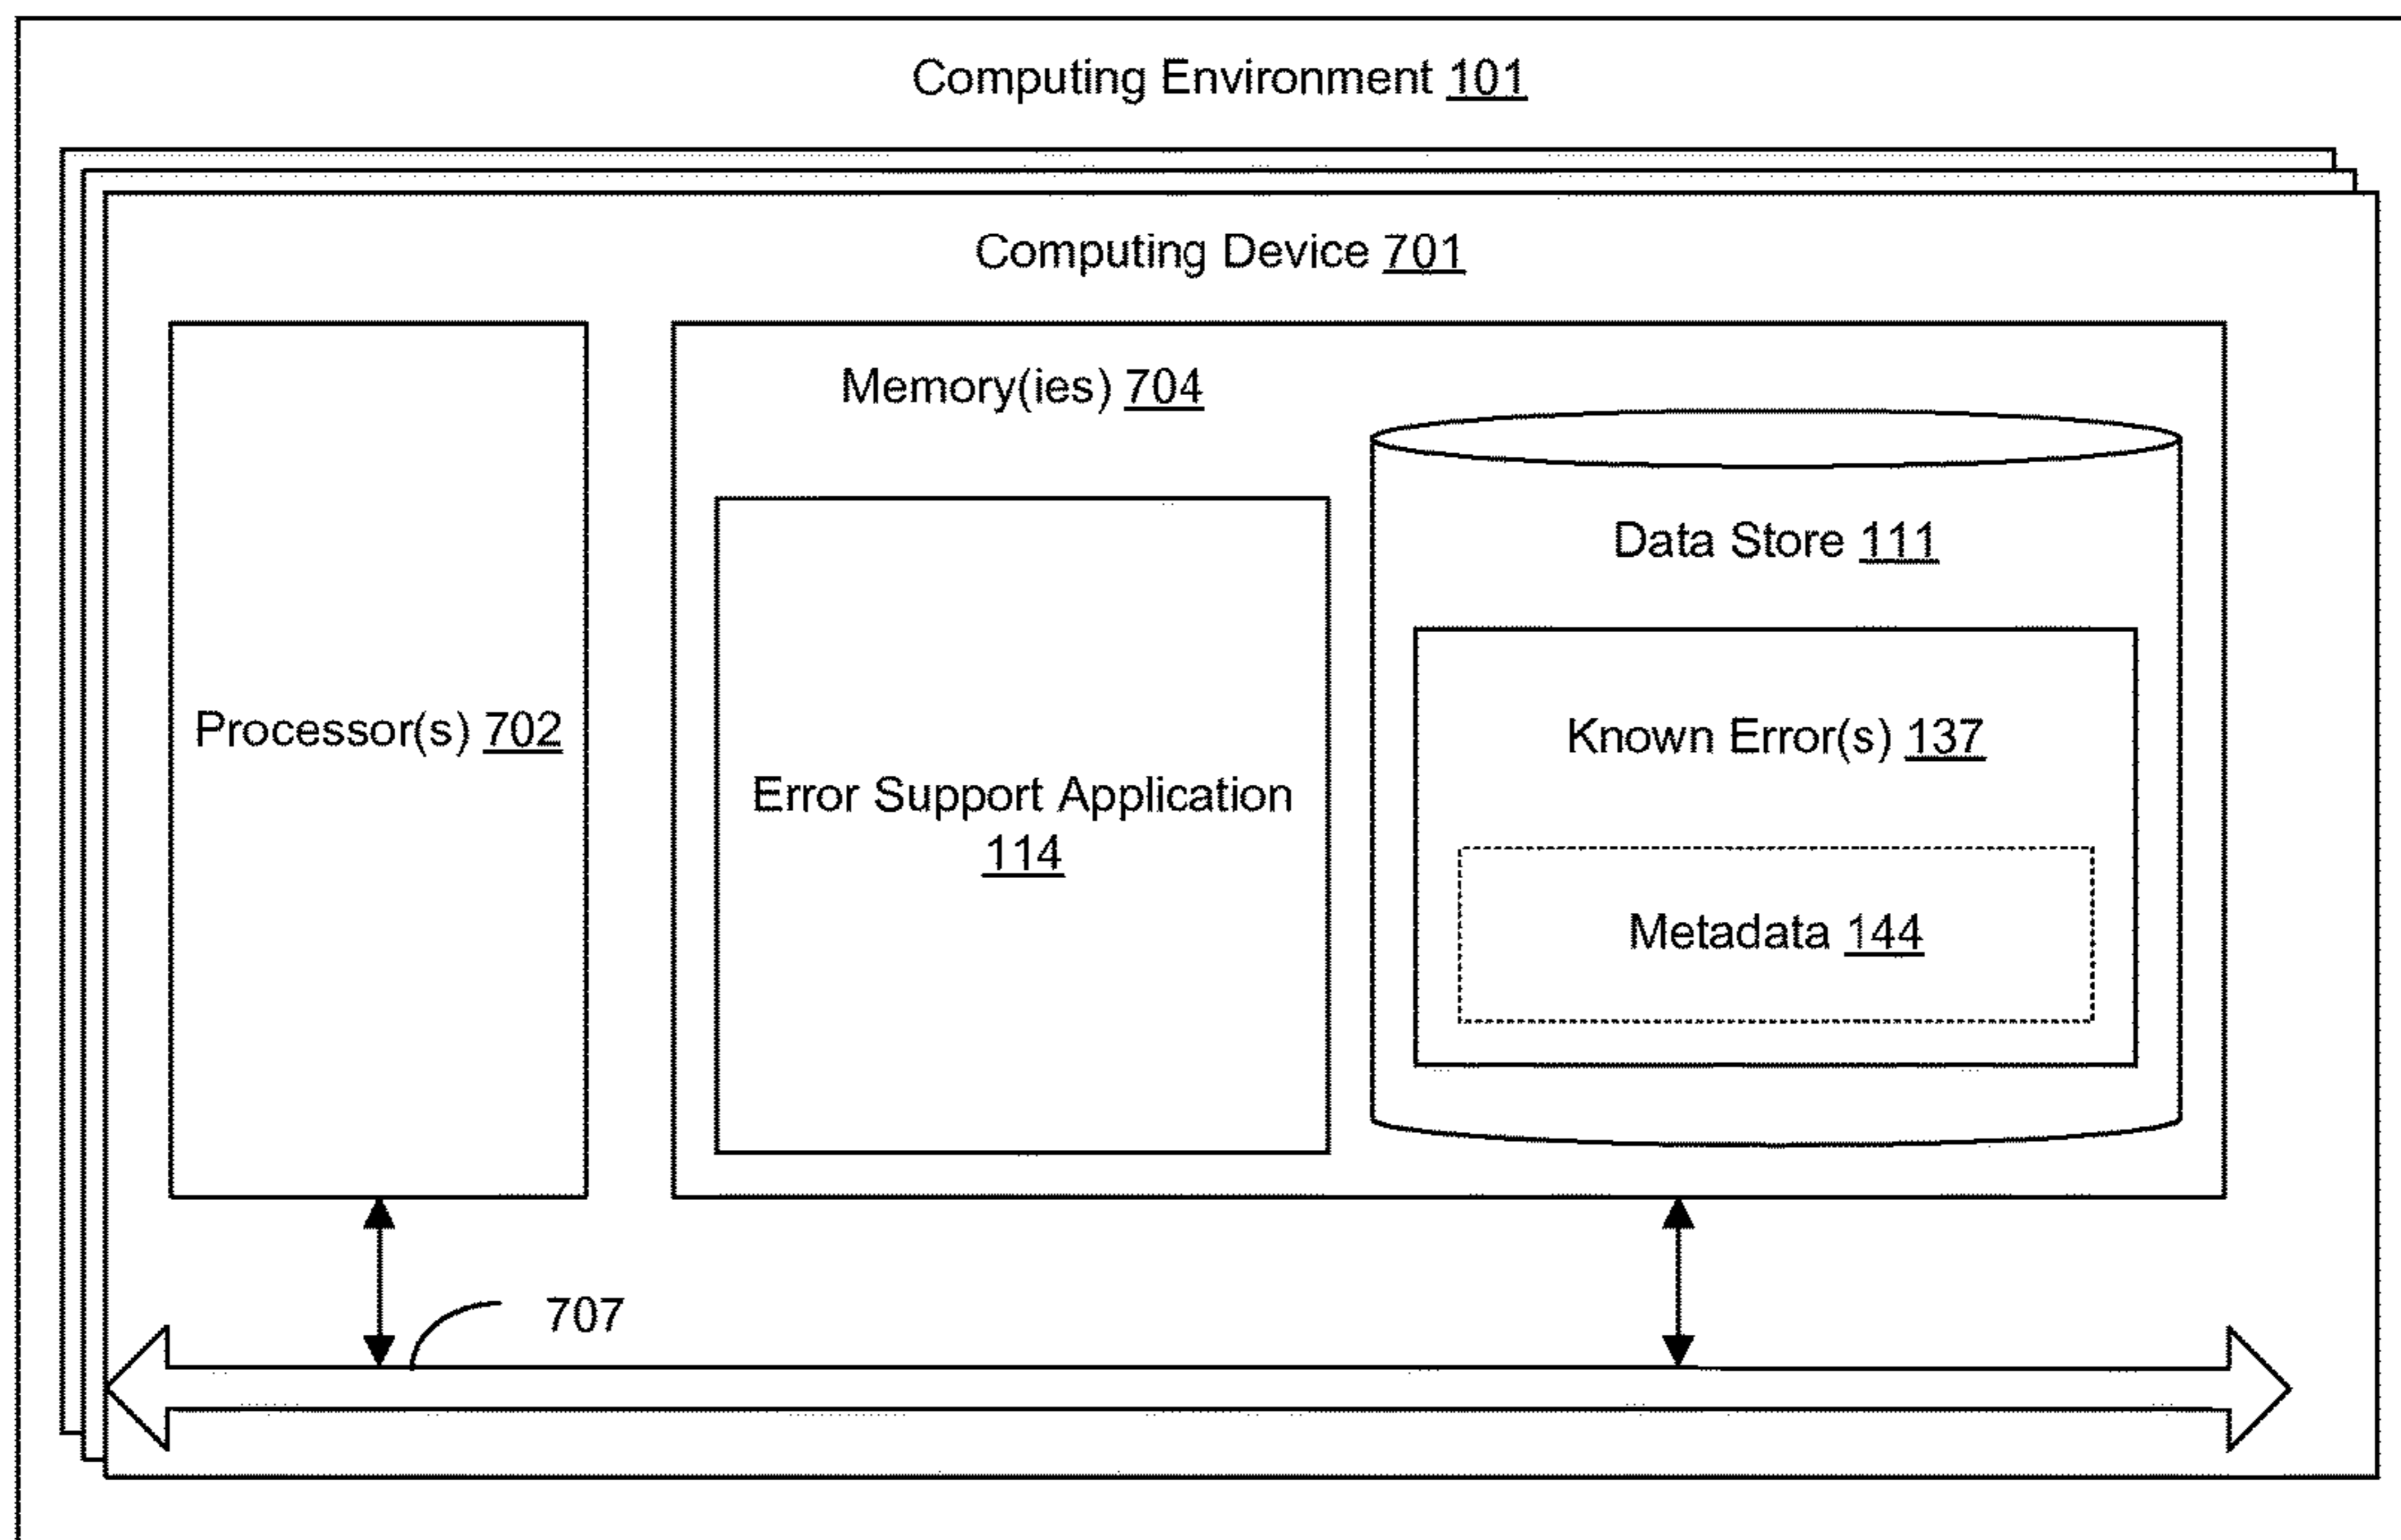 Computing Environment 101
Computing Device 701
Memory(ies) 704
Data Store 111
Processor(s) 702
Known Error(s) 137
Error Support Application
114
Metadata 144
707